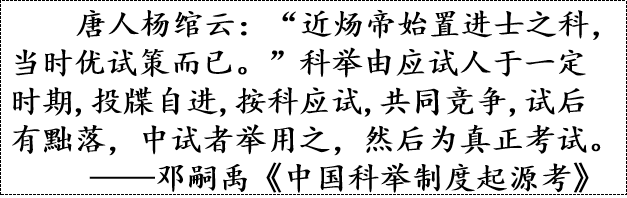 唐人杨绾云：“近炀帝始置进士之科，
当时优试策而已。”科举由应试人于一定
时期，投牒自进，按科应试，共同竞争，试后
有黜落，中试者举用之，然后为真正考试。
——邓嗣禹《中国科举制度起源考》